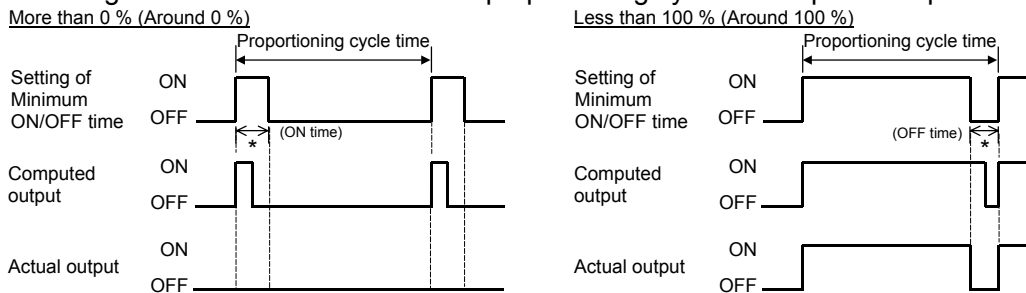 More than 0 % (Around 0 %)
Proportioning cycle time
Setting of
Minimum
ON/OFF time
ON
OFF
(ON time)
*
Computed
output
ON
OFF
Actual output
ON
OFF
Less than 100 % (Around 100 %)
Proportioning cycle time
Setting of
Minimum
ON/OFF time
ON
OFF
(OFF time)
*
Computed
output
ON
OFF
Actual output
ON
OFF